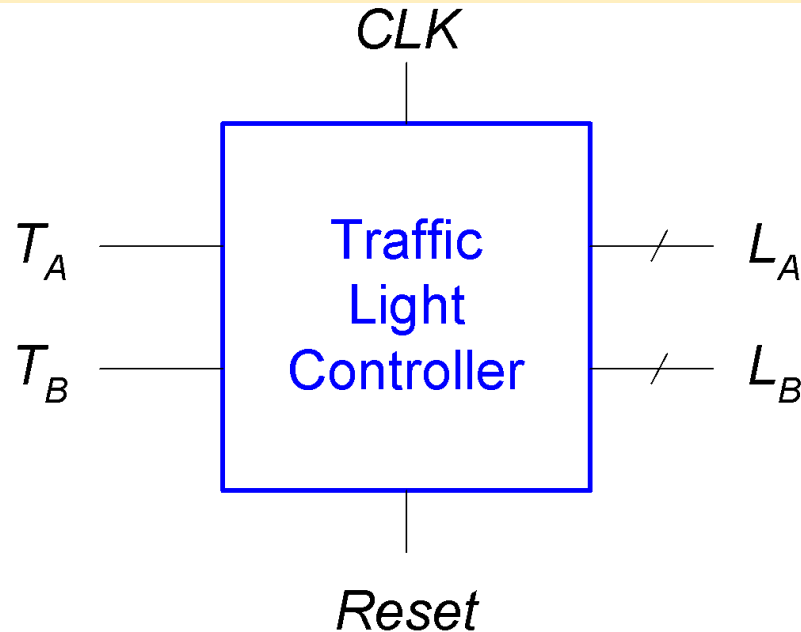 CLK
T_A
Traffic
Light
Controller
L_A
T_B
L_B
Reset